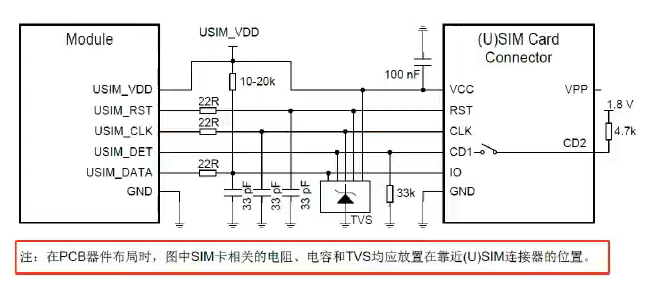 USIM_VDD
Module
(U)SIM Card
Connector
10-20k
100 nF
USIM_VDD
VCC
VPP
22R
USIM_RST
RST
1.8 V
22R
USIM_CLK
CLK
4.7k
USIM_DET
CD1
CD2
22R
USIM_DATA
IO
GND
33 pF
33 pF
33 pF
33k
GND
TVS
注：在PCB器件布局时，图中SIM卡相关的电阻、电容和TVS均应放置在靠近(U)SIM连接器的位置。